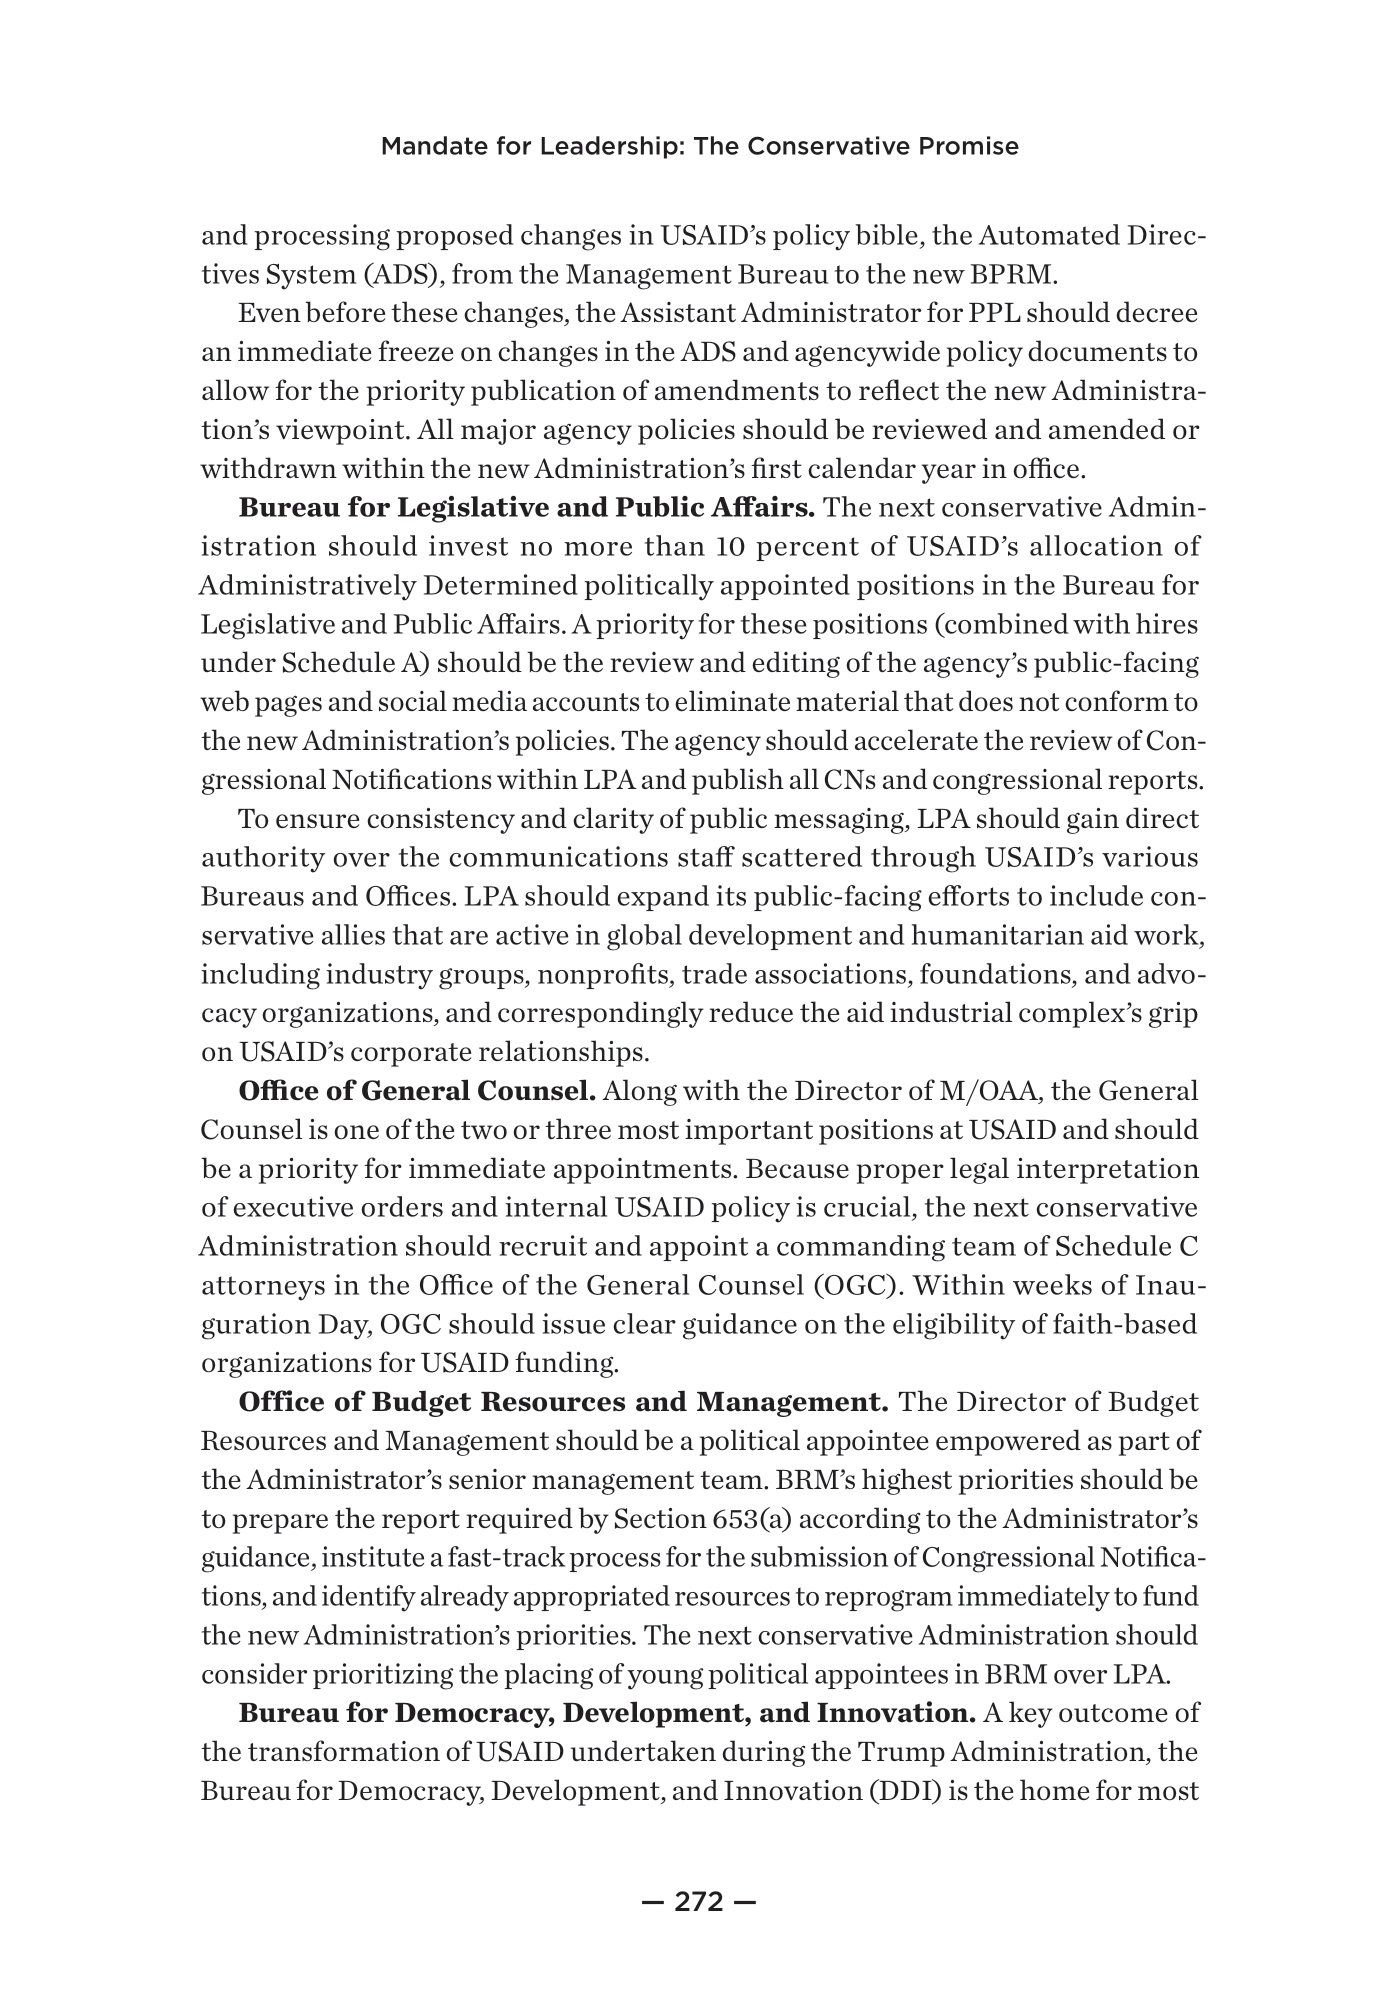 Mandate for Leadership: The Conservative Promise
and processing proposed changes in USAID’s policy bible, the Automated Direc-
tives System (ADS), from the Management Bureau to the new BPRM.
Even before these changes, the Assistant Administrator for PPL should decree
an immediate freeze on changes in the ADS and agencywide policy documents to
allow for the priority publication of amendments to reflect the new Administra-
tion’s viewpoint. All major agency policies should be reviewed and amended or
withdrawn within the new Administration’s first calendar year in office.
Bureau for Legislative and Public Affairs. The next conservative Admin-
istration should invest no more than 10 percent of USAID’s allocation of
Administratively Determined politically appointed positions in the Bureau for
Legislative and Public Affairs. A priority for these positions (combined with hires
under Schedule A) should be the review and editing of the agency’s public-facing
web pages and social media accounts to eliminate material that does not conform to
the new Administration’s policies. The agency should accelerate the review of Con-
gressional Notifications within LPA and publish all CNs and congressional reports.
To ensure consistency and clarity of public messaging, LPA should gain direct
authority over the communications staff scattered through USAID’s various
Bureaus and Offices. LPA should expand its public-facing efforts to include con-
servative allies that are active in global development and humanitarian aid work,
including industry groups, nonprofits, trade associations, foundations, and advo-
cacy organizations, and correspondingly reduce the aid industrial complex’s grip
on USAID’s corporate relationships.
Office of General Counsel. Along with the Director of M/OAA, the General
Counsel is one of the two or three most important positions at USAID and should
be a priority for immediate appointments. Because proper legal interpretation
of executive orders and internal USAID policy is crucial, the next conservative
Administration should recruit and appoint a commanding team of Schedule C
attorneys in the Office of the General Counsel (OGC). Within weeks of Inau-
guration Day, OGC should issue clear guidance on the eligibility of faith-based
organizations for USAID funding.
Office of Budget Resources and Management. The Director of Budget
Resources and Management should be a political appointee empowered as part of
the Administrator’s senior management team. BRM’s highest priorities should be
to prepare the report required by Section 653(a) according to the Administrator’s
guidance, institute a fast-track process for the submission of Congressional Notifica-
tions, and identify already appropriated resources to reprogram immediately to fund
the new Administration’s priorities. The next conservative Administration should
consider prioritizing the placing of young political appointees in BRM over LPA.
Bureau for Democracy, Development, and Innovation. A key outcome of
the transformation of USAID undertaken during the Trump Administration, the
Bureau for Democracy, Development, and Innovation (DDI) is the home for most
— 272 —